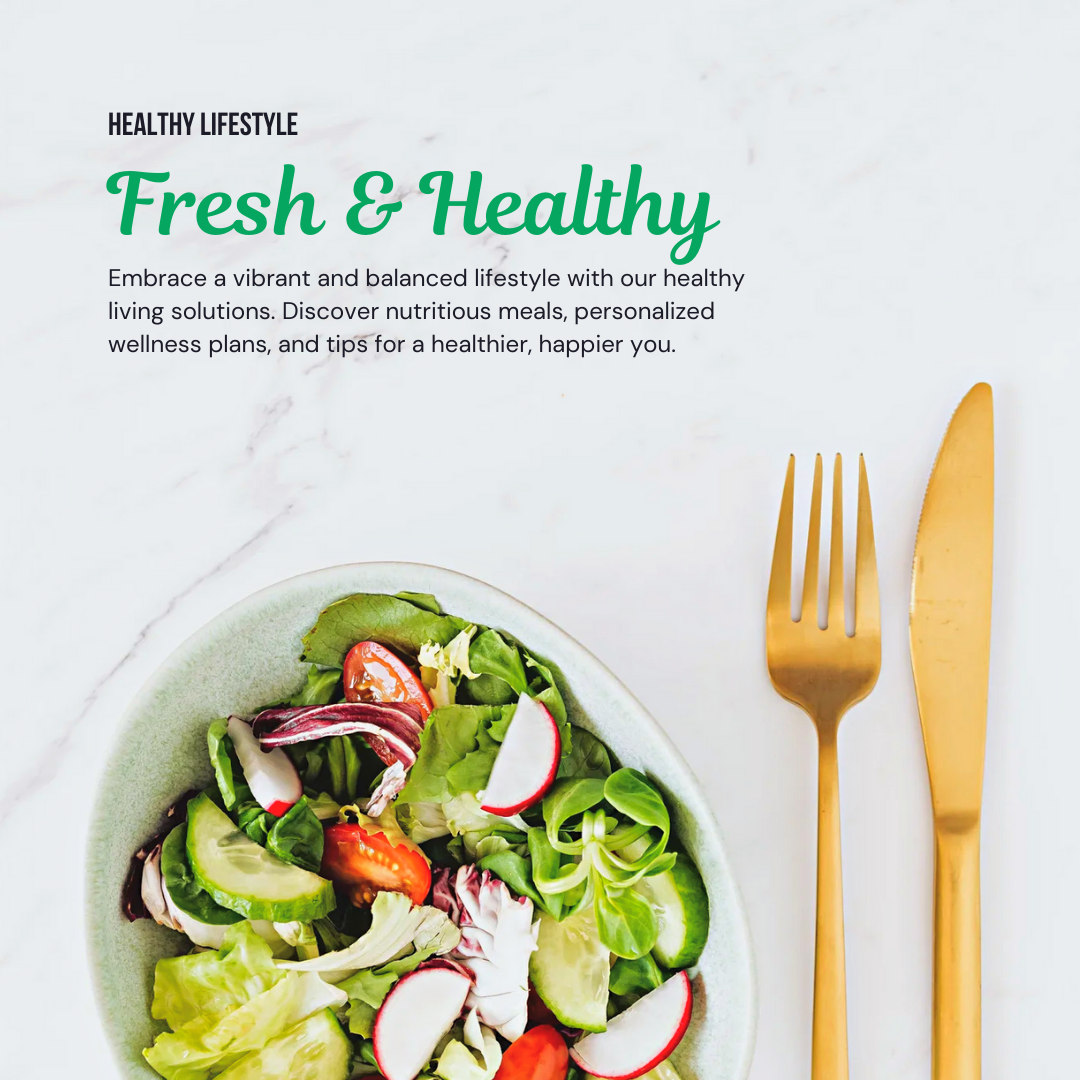 HEALTHY LIFESTYLE
Fresh & Healthy
Embrace a vibrant and balanced lifestyle with our healthy
living solutions. Discover nutritious meals, personalized
wellness plans, and tips for a healthier, happier you.